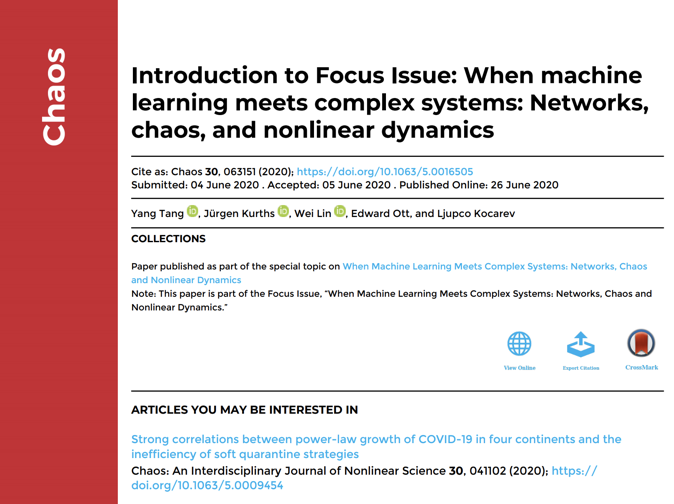 Chaos
Introduction to Focus Issue: When machine
learning meets complex systems: Networks,
chaos, and nonlinear dynamics
Cite as: Chaos 30, 063151 (2020); https://doi.org/10.1063/5.0016505
Submitted: 04 June 2020 . Accepted: 05 June 2020 . Published Online: 26 June 2020
Yang Tang iD, Jürgen Kurths iD, Wei Lin iD, Edward Ott, and Ljupco Kocarev
COLLECTIONS
Paper published as part of the special topic on When Machine Learning Meets Complex Systems: Networks, Chaos
and Nonlinear Dynamics
Note: This paper is part of the Focus Issue, “When Machine Learning Meets Complex Systems: Networks, Chaos and
Nonlinear Dynamics.”
View Online Export Citation CrossMark
ARTICLES YOU MAY BE INTERESTED IN
Strong correlations between power-law growth of COVID-19 in four continents and the
inefficiency of soft quarantine strategies
Chaos: An Interdisciplinary Journal of Nonlinear Science 30, 041102 (2020); https://
doi.org/10.1063/5.0009454